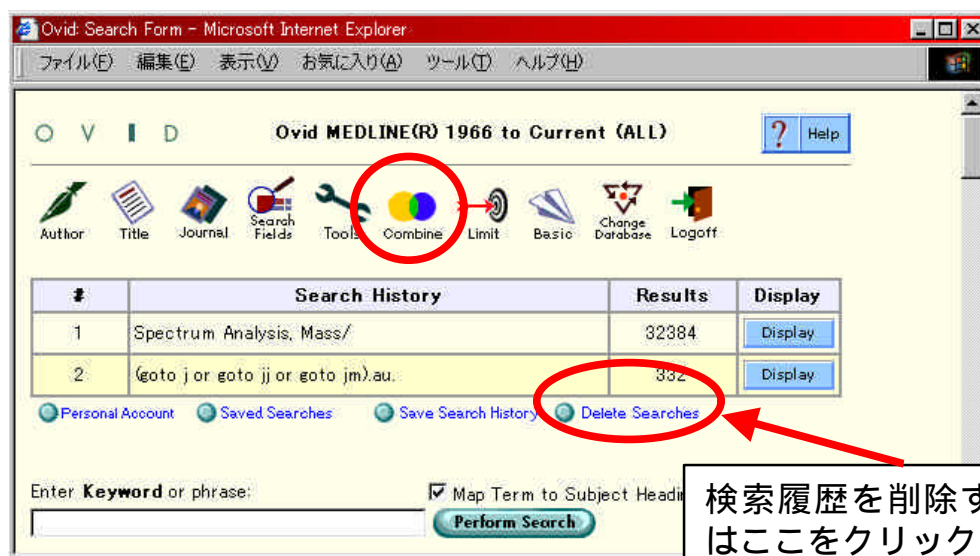 Ovid: Search Form - Microsoft Internet Explorer
ファイル(F) 編集(E) 表示(V) お気に入り(A) ツール(T) ヘルプ(H)
O V I D Ovid MEDLINE(R) 1966 to Current (ALL) ? Help
Author Title Journal Search Fields Tools Combine Limit Basic Change Database Logoff
# Search History Results Display
1 Spectrum Analysis, Mass/ 32384 Display
2 (goto j or goto jj or goto jm).au. 332 Display
Personal Account Saved Searches Save Search History Delete Searches
Enter Keyword or phrase: Map Term to Subject Headi
Perform Search
検索履歴を削除す
はここをクリック